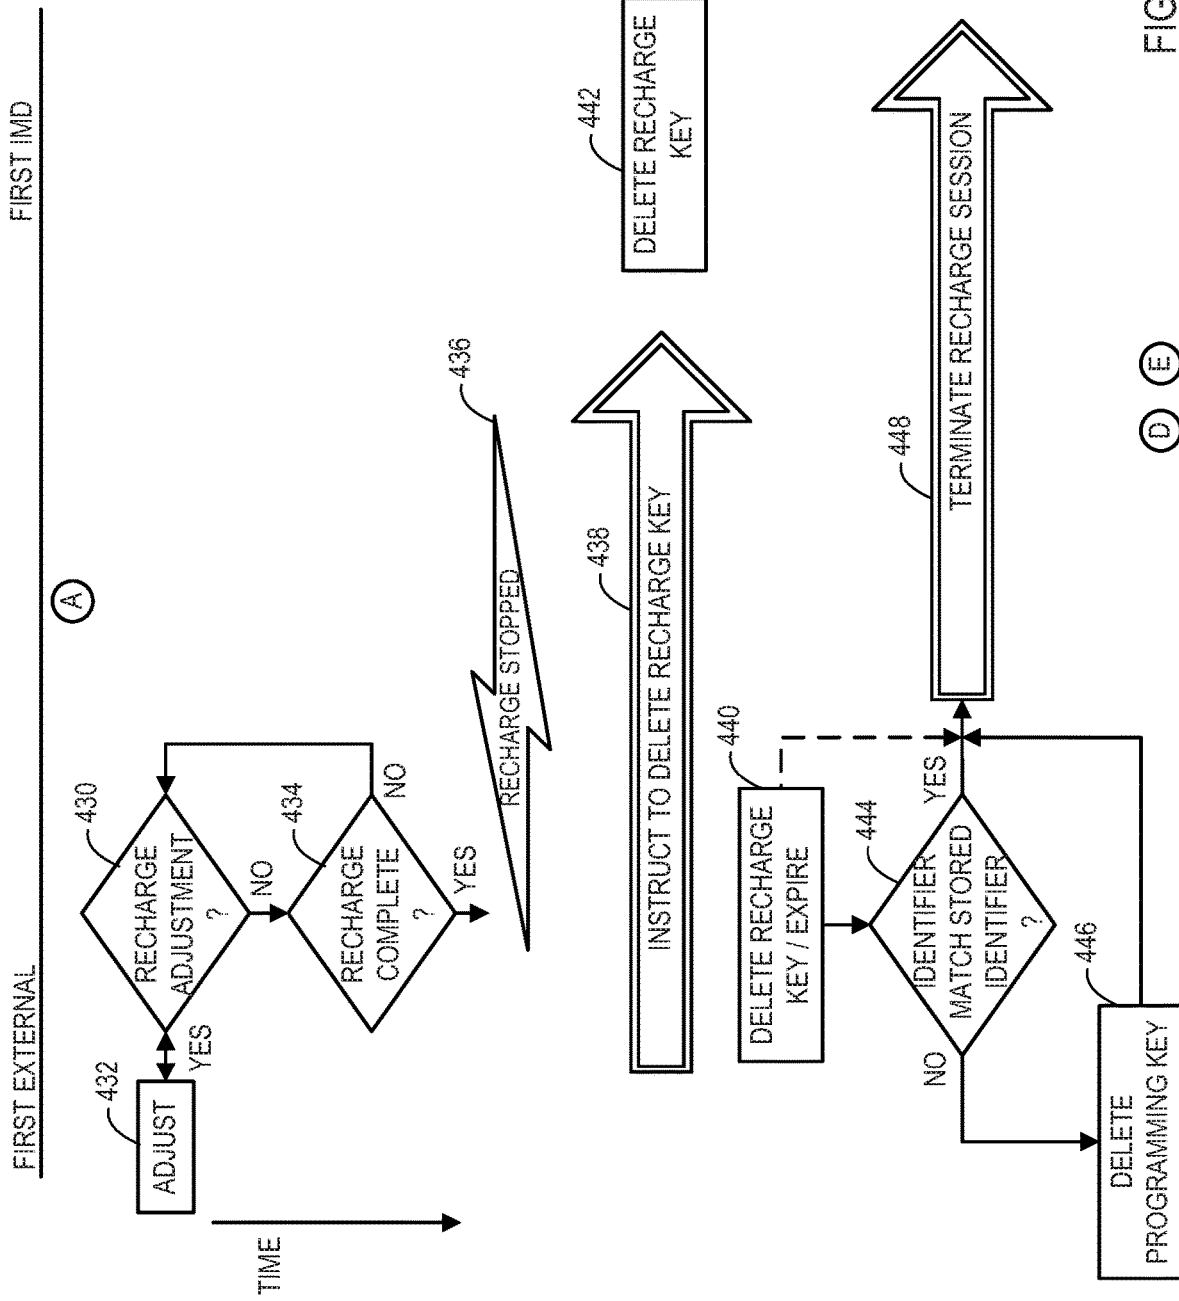 FIRST EXTERNAL
FIRST IMD
A
432
ADJUST
YES
430
RECHARGE
ADJUSTMENT
?
NO
434
RECHARGE
COMPLETE
?
NO
YES
TIME
436
RECHARGE STOPPED
438
INSTRUCT TO DELETE RECHARGE KEY
442
DELETE RECHARGE
KEY
440
DELETE RECHARGE
KEY / EXPIRE
444
IDENTIFIER
MATCH STORED
IDENTIFIER
?
YES
NO
446
DELETE
PROGRAMMING KEY
448
TERMINATE RECHARGE SESSION
D
E
FIG